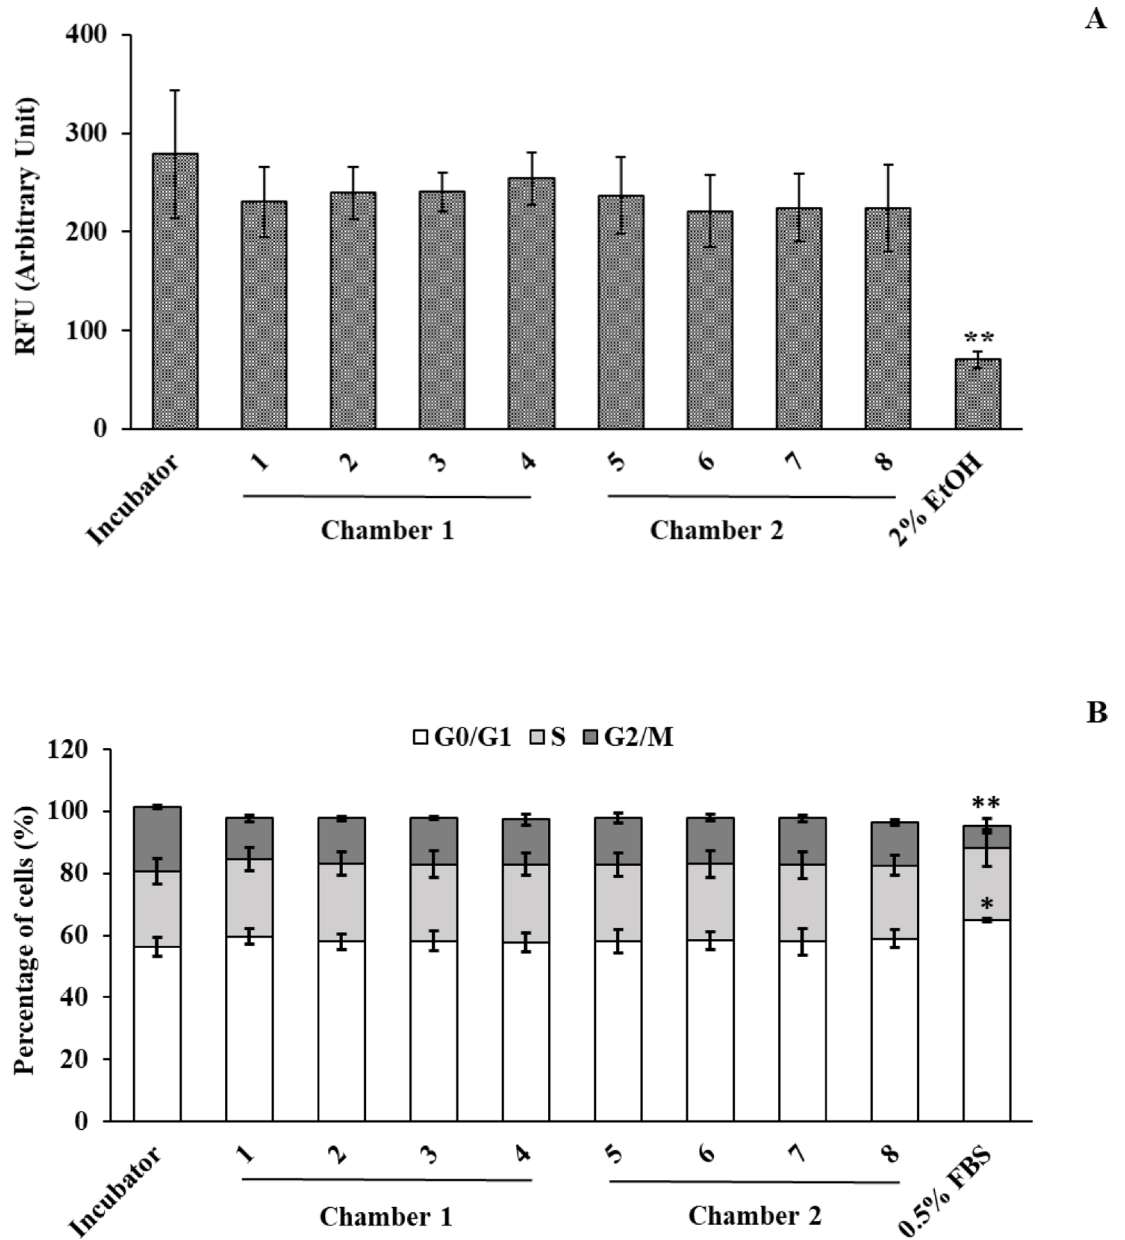 A
400
300
200
100
0
RFU (Arbitrary Unit)
**
Incubator
1
2
3
4
5
6
7
8
2% EtOH
Chamber 1
Chamber 2
B
G0/G1 S G2/M
120
100
80
60
40
20
0
Percentage of cells (%)
**
*
Incubator
1
2
3
4
5
6
7
8
0.5% FBS
Chamber 1
Chamber 2